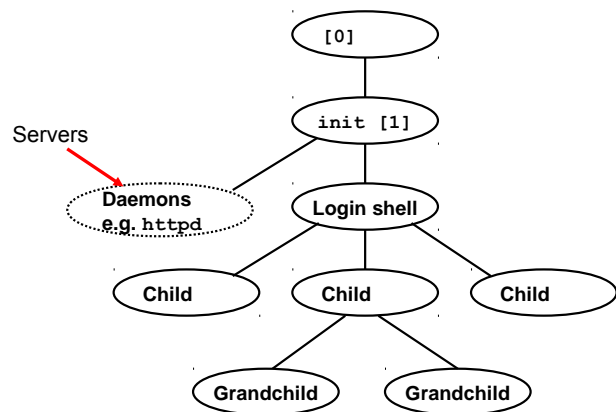 [0]
init [1]
Servers
Daemons
e.g. httpd
Login shell
Child
Child
Child
Grandchild
Grandchild